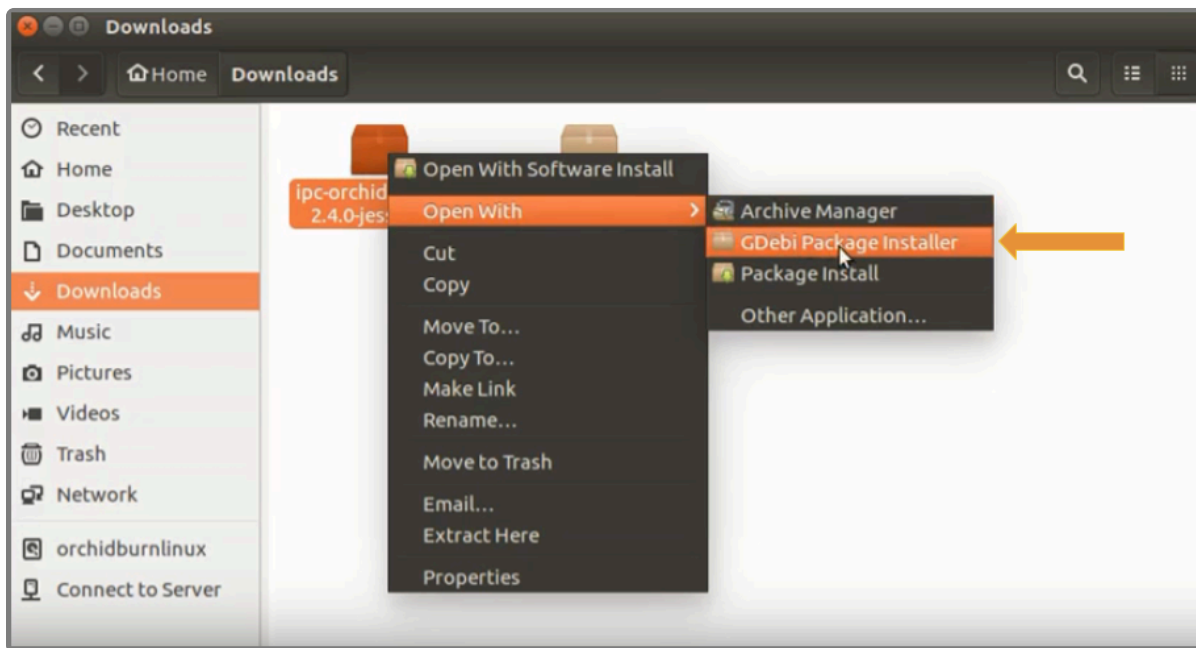 Downloads
Home Downloads
Recent
Home
Desktop
Documents
Downloads
Music
Pictures
Videos
Trash
Network
orchidburnlinux
Connect to Server
ipc-orchid
2.4.0-jes
Open With Software Install
Open With
Cut
Copy
Move To...
Copy To...
Make Link
Rename...
Move to Trash
Email...
Extract Here
Properties
Archive Manager
GDebi Package Installer
Package Install
Other Application...